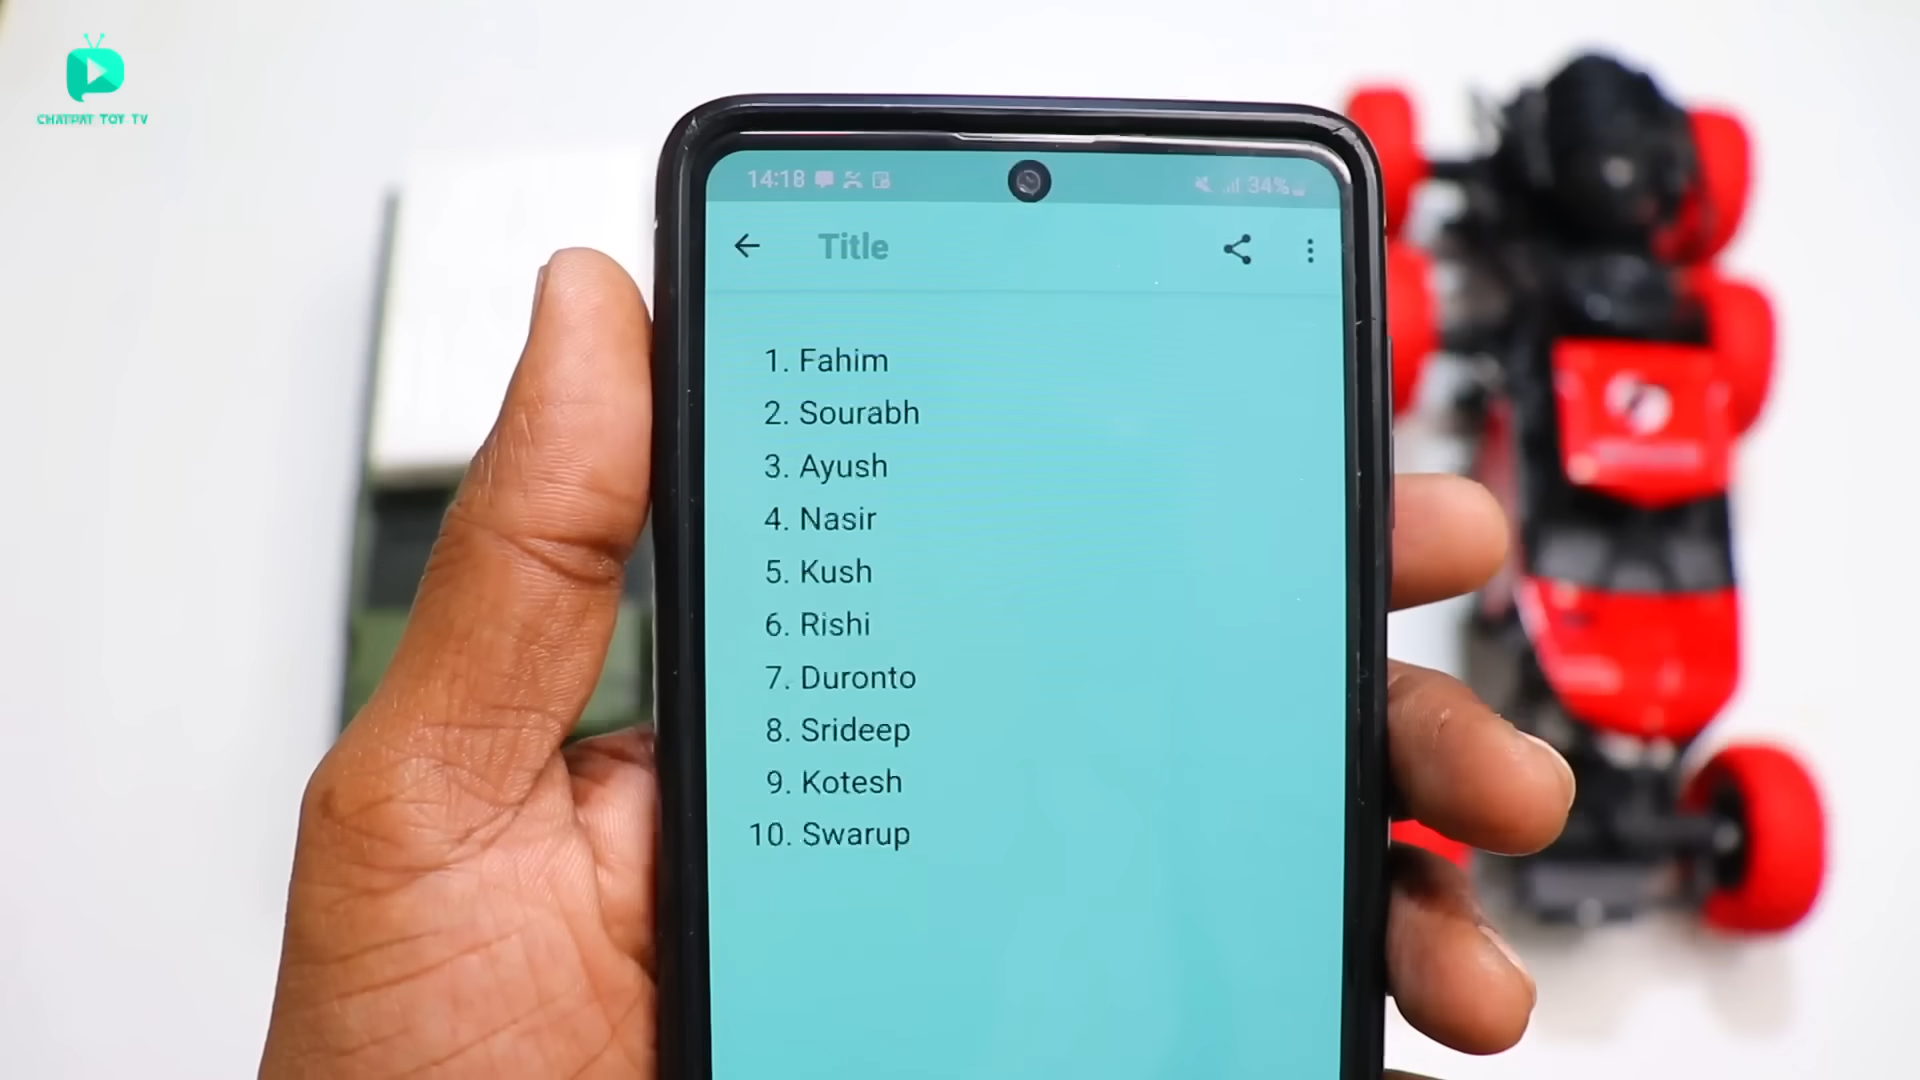 CHATPAT TOY TV
14:18
34%
Title
1. Fahim
2. Sourabh
3. Ayush
4. Nasir
5. Kush
6. Rishi
7. Duronto
8. Srideep
9. Kotesh
10. Swarup